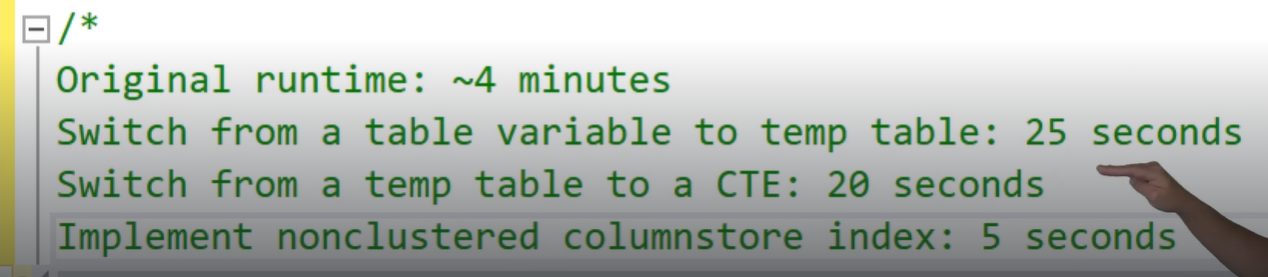 /*
Original runtime: ~4 minutes
Switch from a table variable to temp table: 25 seconds
Switch from a temp table to a CTE: 20 seconds
Implement nonclustered columnstore index: 5 seconds